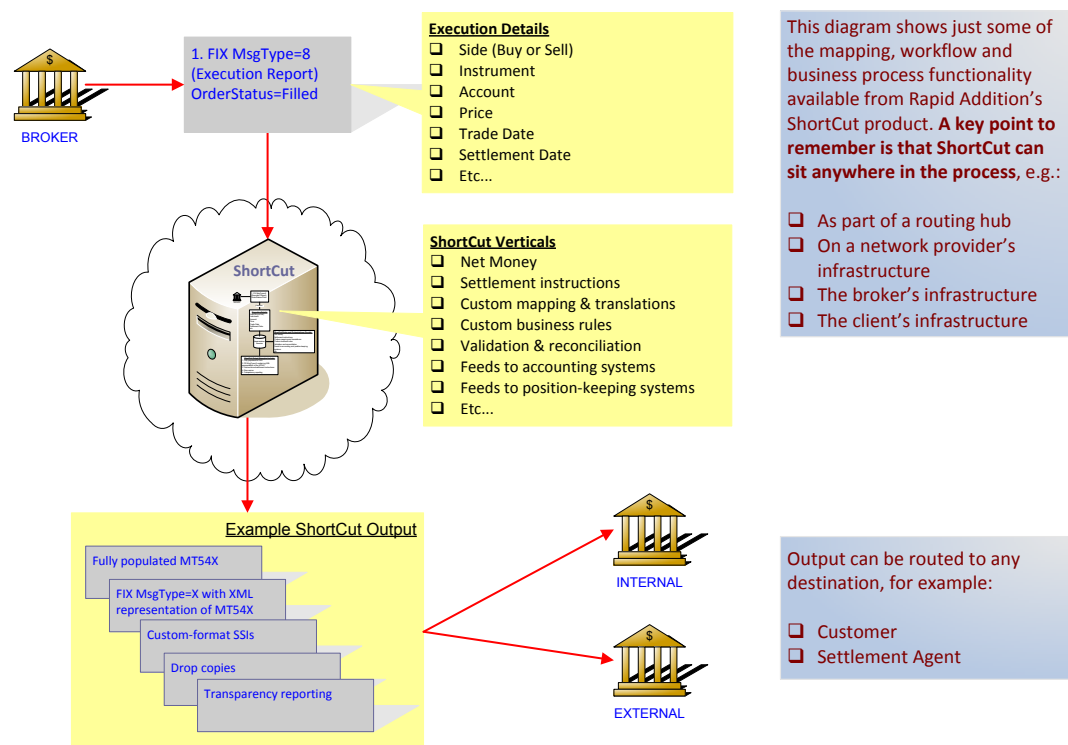 $
BROKER
1. FIX MsgType=8
(Execution Report)
OrderStatus=Filled
Execution Details
Side (Buy or Sell)
Instrument
Account
Price
Trade Date
Settlement Date
Etc...
This diagram shows just some of
the mapping, workflow and
business process functionality
available from Rapid Addition's
ShortCut product. A key point to
remember is that ShortCut can
sit anywhere in the process, e.g.:
As part of a routing hub
On a network provider's
infrastructure
The broker's infrastructure
The client's infrastructure
ShortCut
ShortCut Verticals
Net Money
Settlement instructions
Custom mapping & translations
Custom business rules
Validation & reconciliation
Feeds to accounting systems
Feeds to position-keeping systems
Etc...
Example ShortCut Output
Fully populated MT54X
FIX MsgType=X with XML
representation of MT54X
Custom-format SSIs
Drop copies
Transparency reporting
$
INTERNAL
$
EXTERNAL
Output can be routed to any
destination, for example:
Customer
Settlement Agent